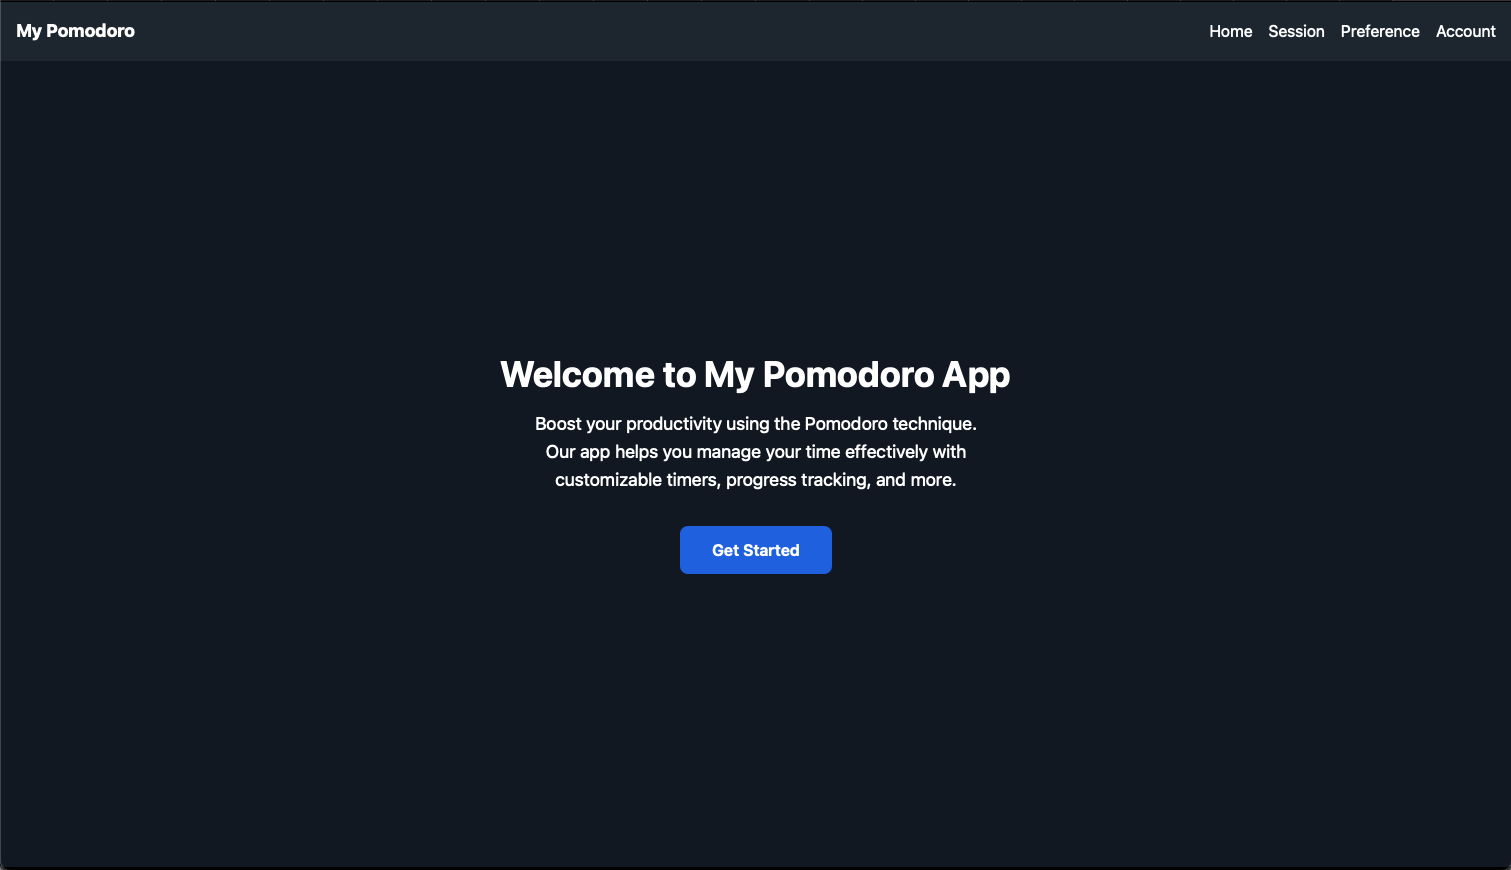 My Pomodoro
Home Session Preference Account
Welcome to My Pomodoro App
Boost your productivity using the Pomodoro technique.
Our app helps you manage your time effectively with
customizable timers, progress tracking, and more.
Get Started